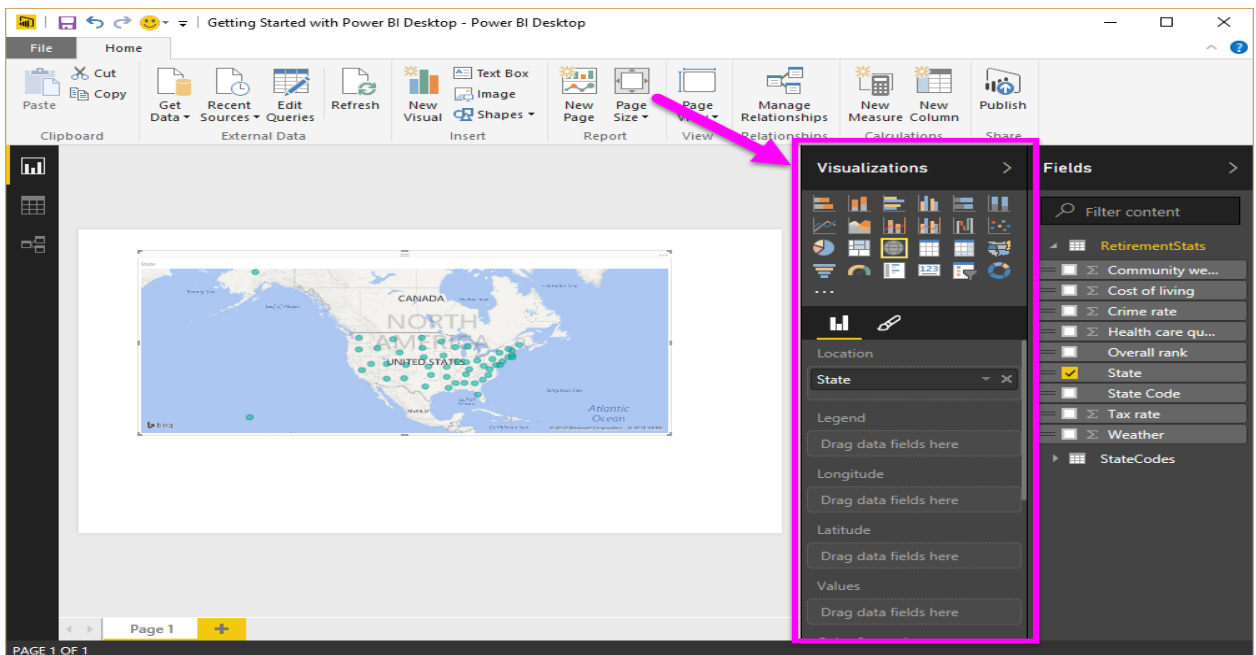 Getting Started with Power BI Desktop - Power BI Desktop
File Home
Paste
Cut
Copy
Clipboard
Get Data
Recent Sources
Edit Queries
External Data
Refresh
New Visual
Text Box
Image
Shapes
Insert
New Page
Page Size
Report
Page View
View
Manage Relationships
Relationships
New Measure
New Column
Calculations
Publish
Share
State
CANADA
NORTH
AMERICA
UNITED STATES
MEXICO
Atlantic
Ocean
bing
Visualizations
123
Location
State
Legend
Drag data fields here
Longitude
Drag data fields here
Latitude
Drag data fields here
Values
Drag data fields here
Fields
Filter content
RetirementStats
Σ Community we...
Σ Cost of living
Σ Crime rate
Σ Health care qu...
Overall rank
State
State Code
Σ Tax rate
Σ Weather
StateCodes
Page 1
PAGE 1 OF 1